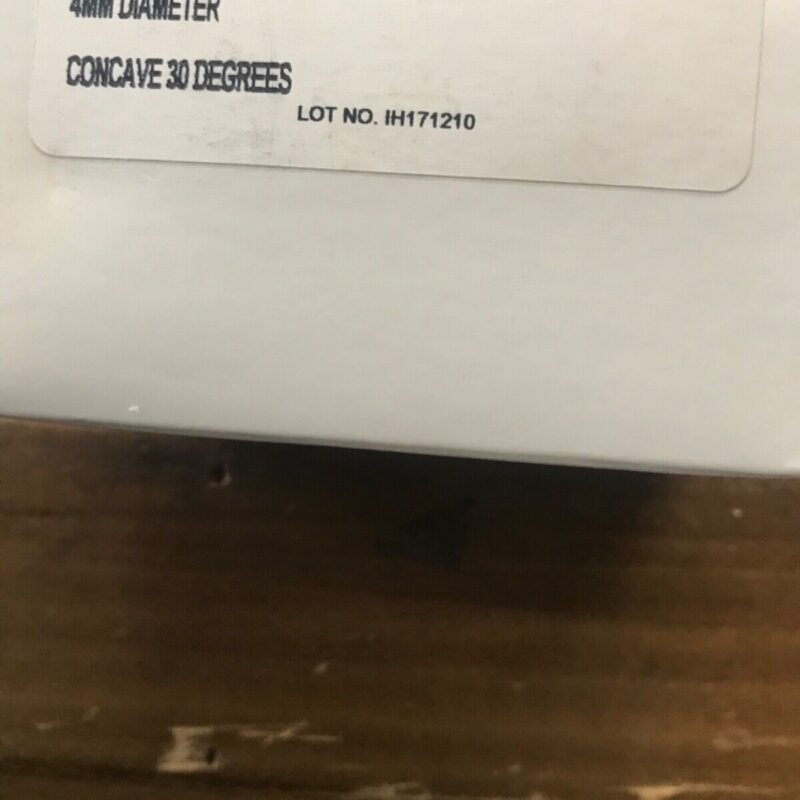 4MM DIAMETER
CONCAVE 30 DEGREES
LOT NO. IH171210